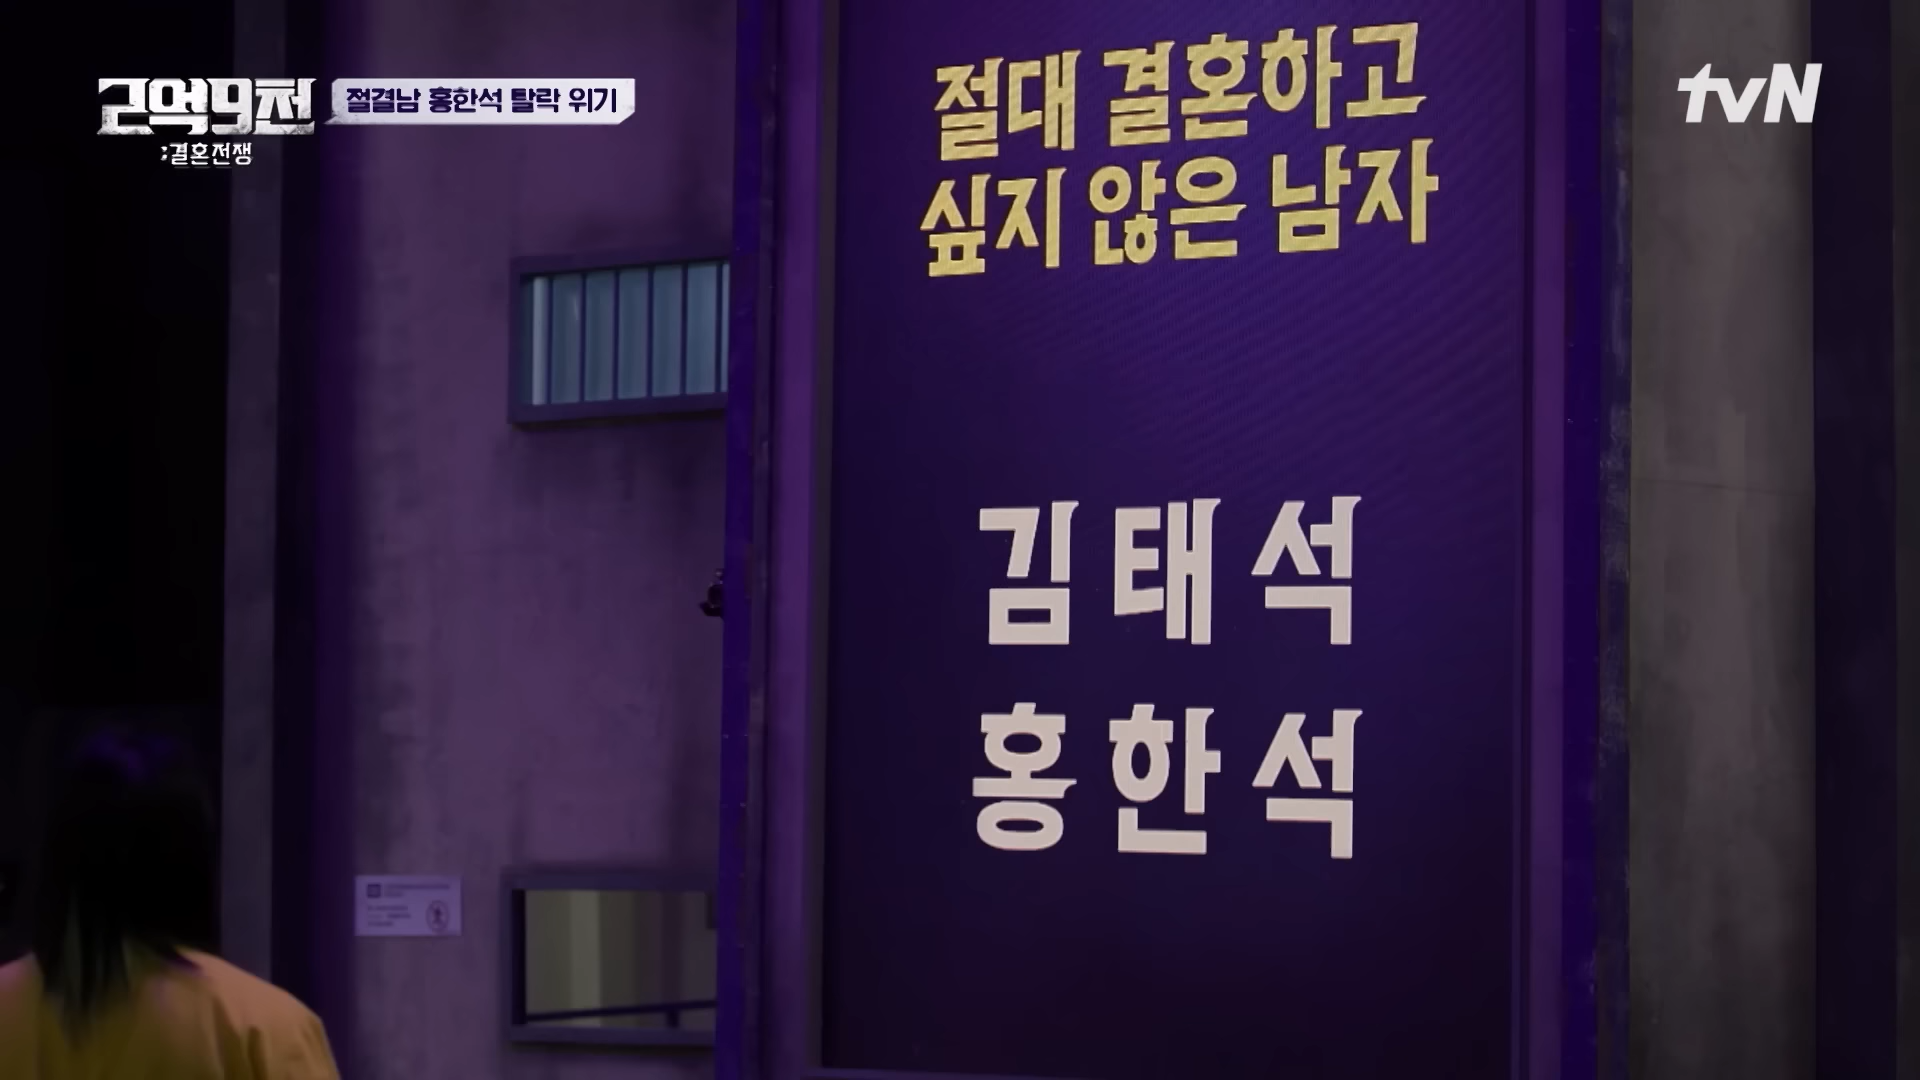 2억9천
:결혼전쟁
절결남 홍한석 탈락 위기
tvN
절대 결혼하고
싶지 않은 남자
김태석
홍한석